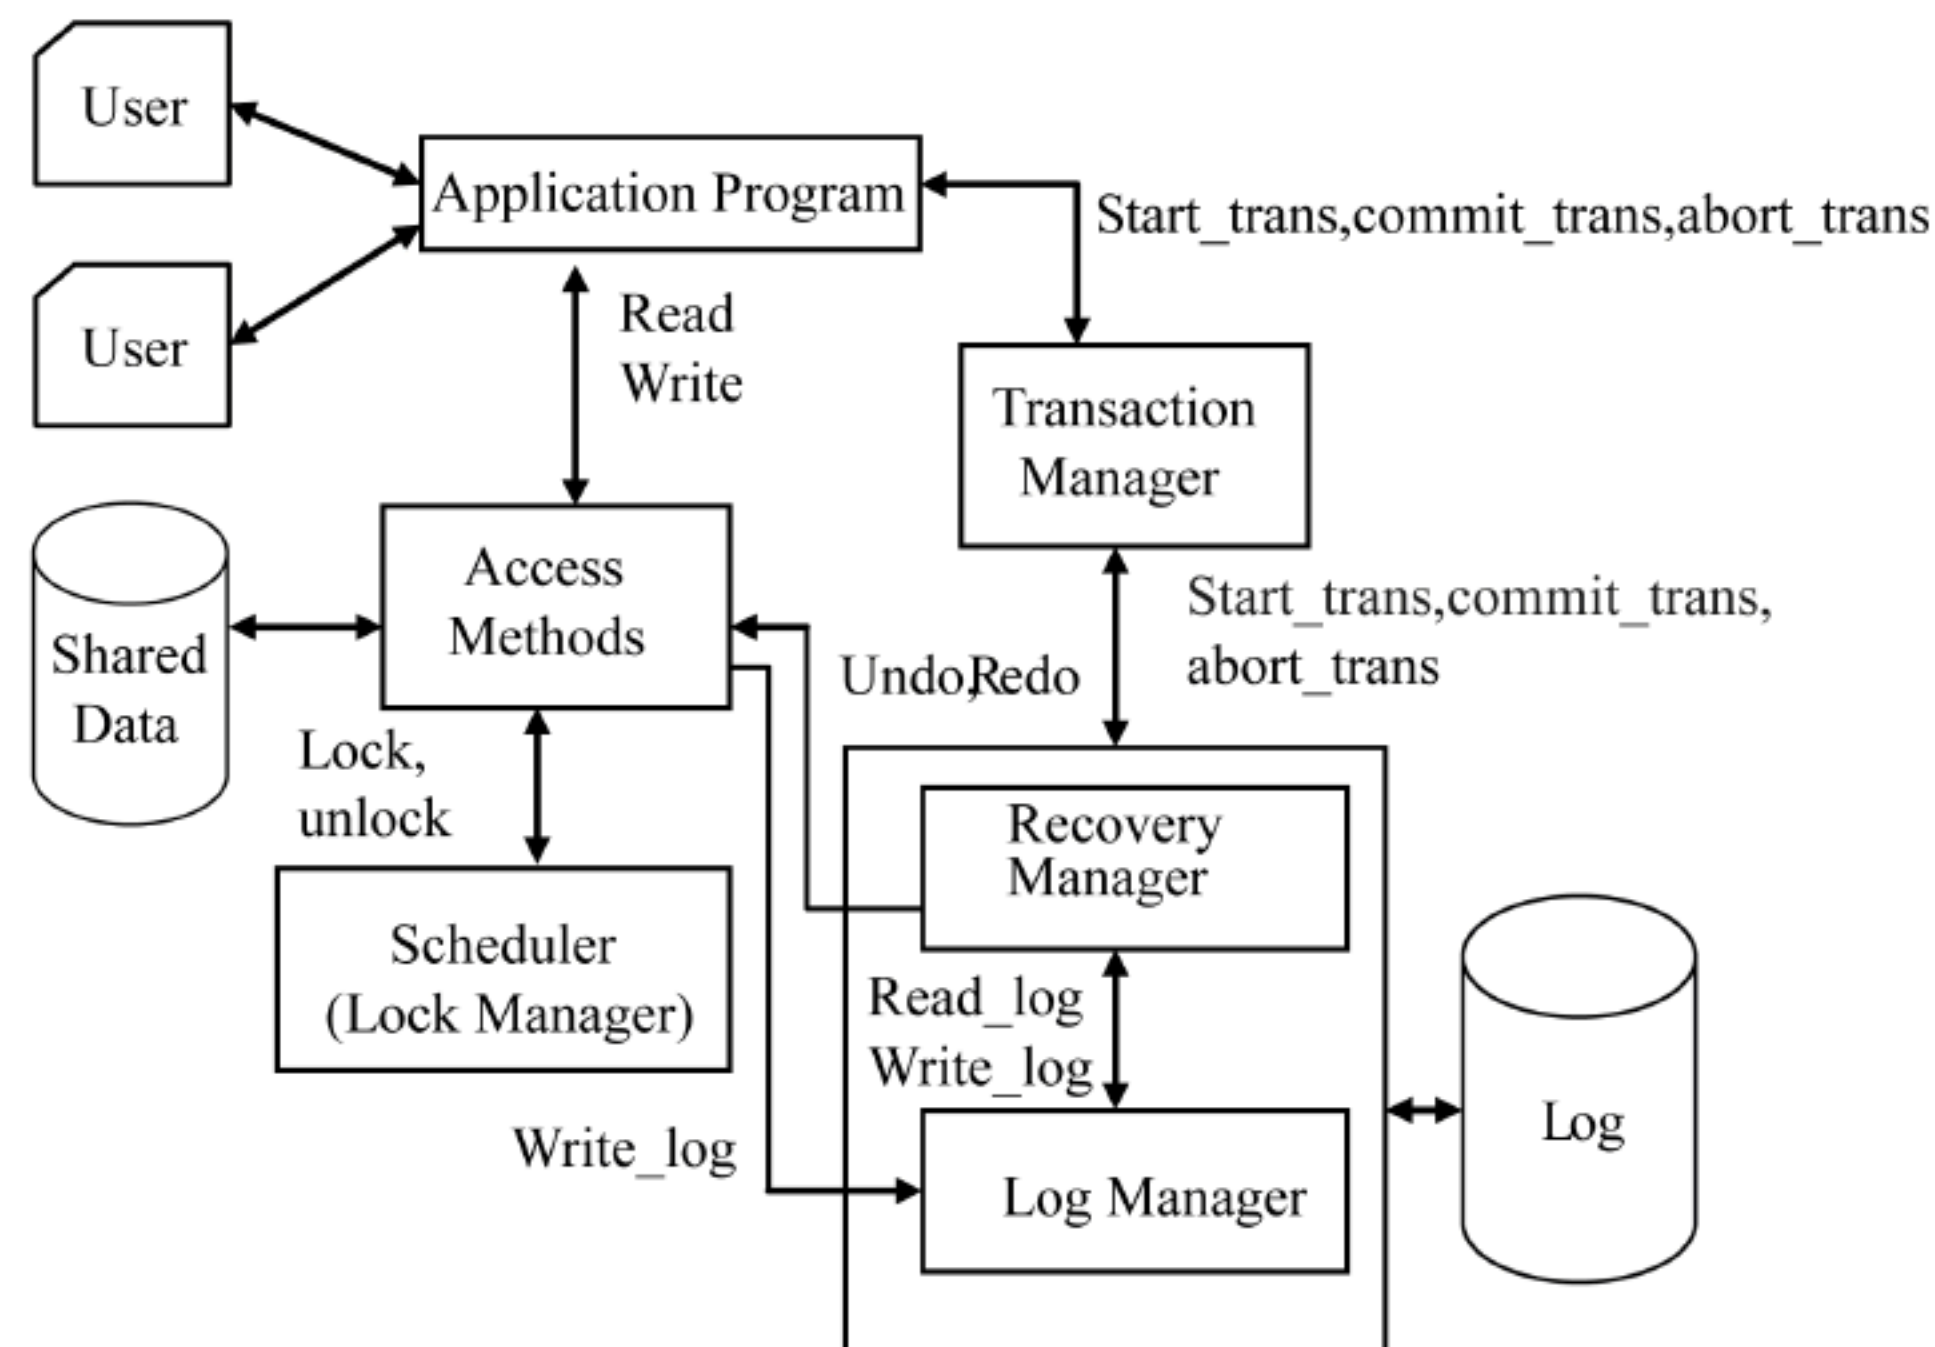 User
Application Program
Start_trans,commit_trans,abort_trans
User
Read
Write
Transaction
Manager
Access
Methods
Shared
Data
Start_trans,commit_trans,
abort_trans
Undo,Redo
Lock,
unlock
Recovery
Manager
Scheduler
(Lock Manager)
Read_log
Write_log
Log
Write_log
Log Manager